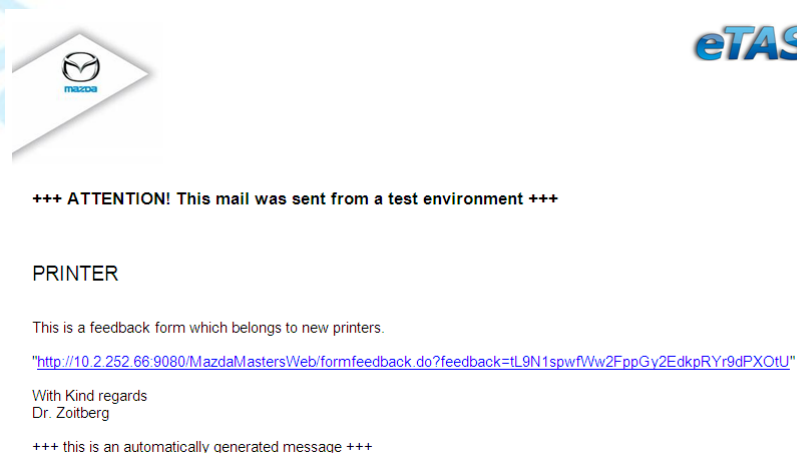 mazda
eTAS
+++ ATTENTION! This mail was sent from a test environment +++
PRINTER
This is a feedback form which belongs to new printers.
"http://10.2.252.66:9080/MazdaMastersWeb/formfeedback.do?feedback=tL9N1spwfWw2FppGy2EdkpRYr9dPXOtU"
With Kind regards
Dr. Zoitberg
+++ this is an automatically generated message +++